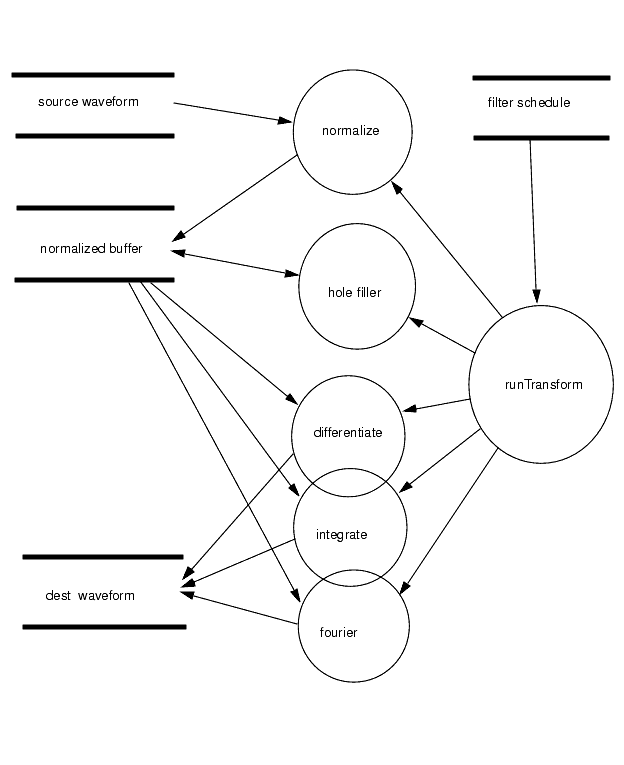 source waveform
filter schedule
normalize
normalized buffer
hole filler
runTransform
differentiate
integrate
dest waveform
fourier